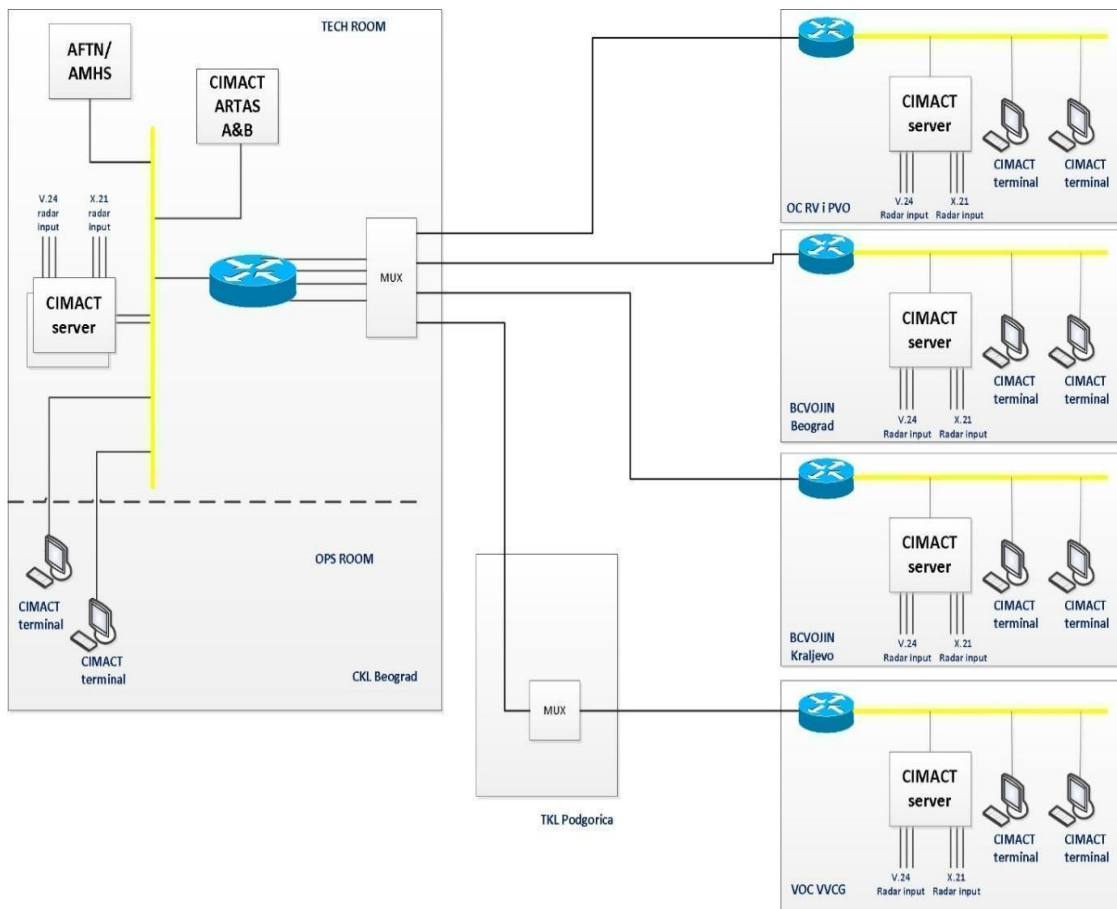 TECH ROOM
AFTN/
AMHS
CIMACT
ARTAS
A&B
V.24
radar
input
X.21
radar
input
CIMACT
server
MUX
OPS ROOM
CIMACT
terminal
CIMACT
terminal
CKL Beograd
MUX
TKL Podgorica
CIMACT
server
CIMACT
terminal
CIMACT
terminal
V.24
Radar input
X.21
Radar input
OC RV i PVO
CIMACT
server
CIMACT
terminal
CIMACT
terminal
V.24
Radar input
X.21
Radar input
BCVOJIN
Beograd
CIMACT
server
CIMACT
terminal
CIMACT
terminal
V.24
Radar input
X.21
Radar input
BCVOJIN
Kraljevo
CIMACT
server
CIMACT
terminal
CIMACT
terminal
V.24
Radar input
X.21
Radar input
VOC VVCG